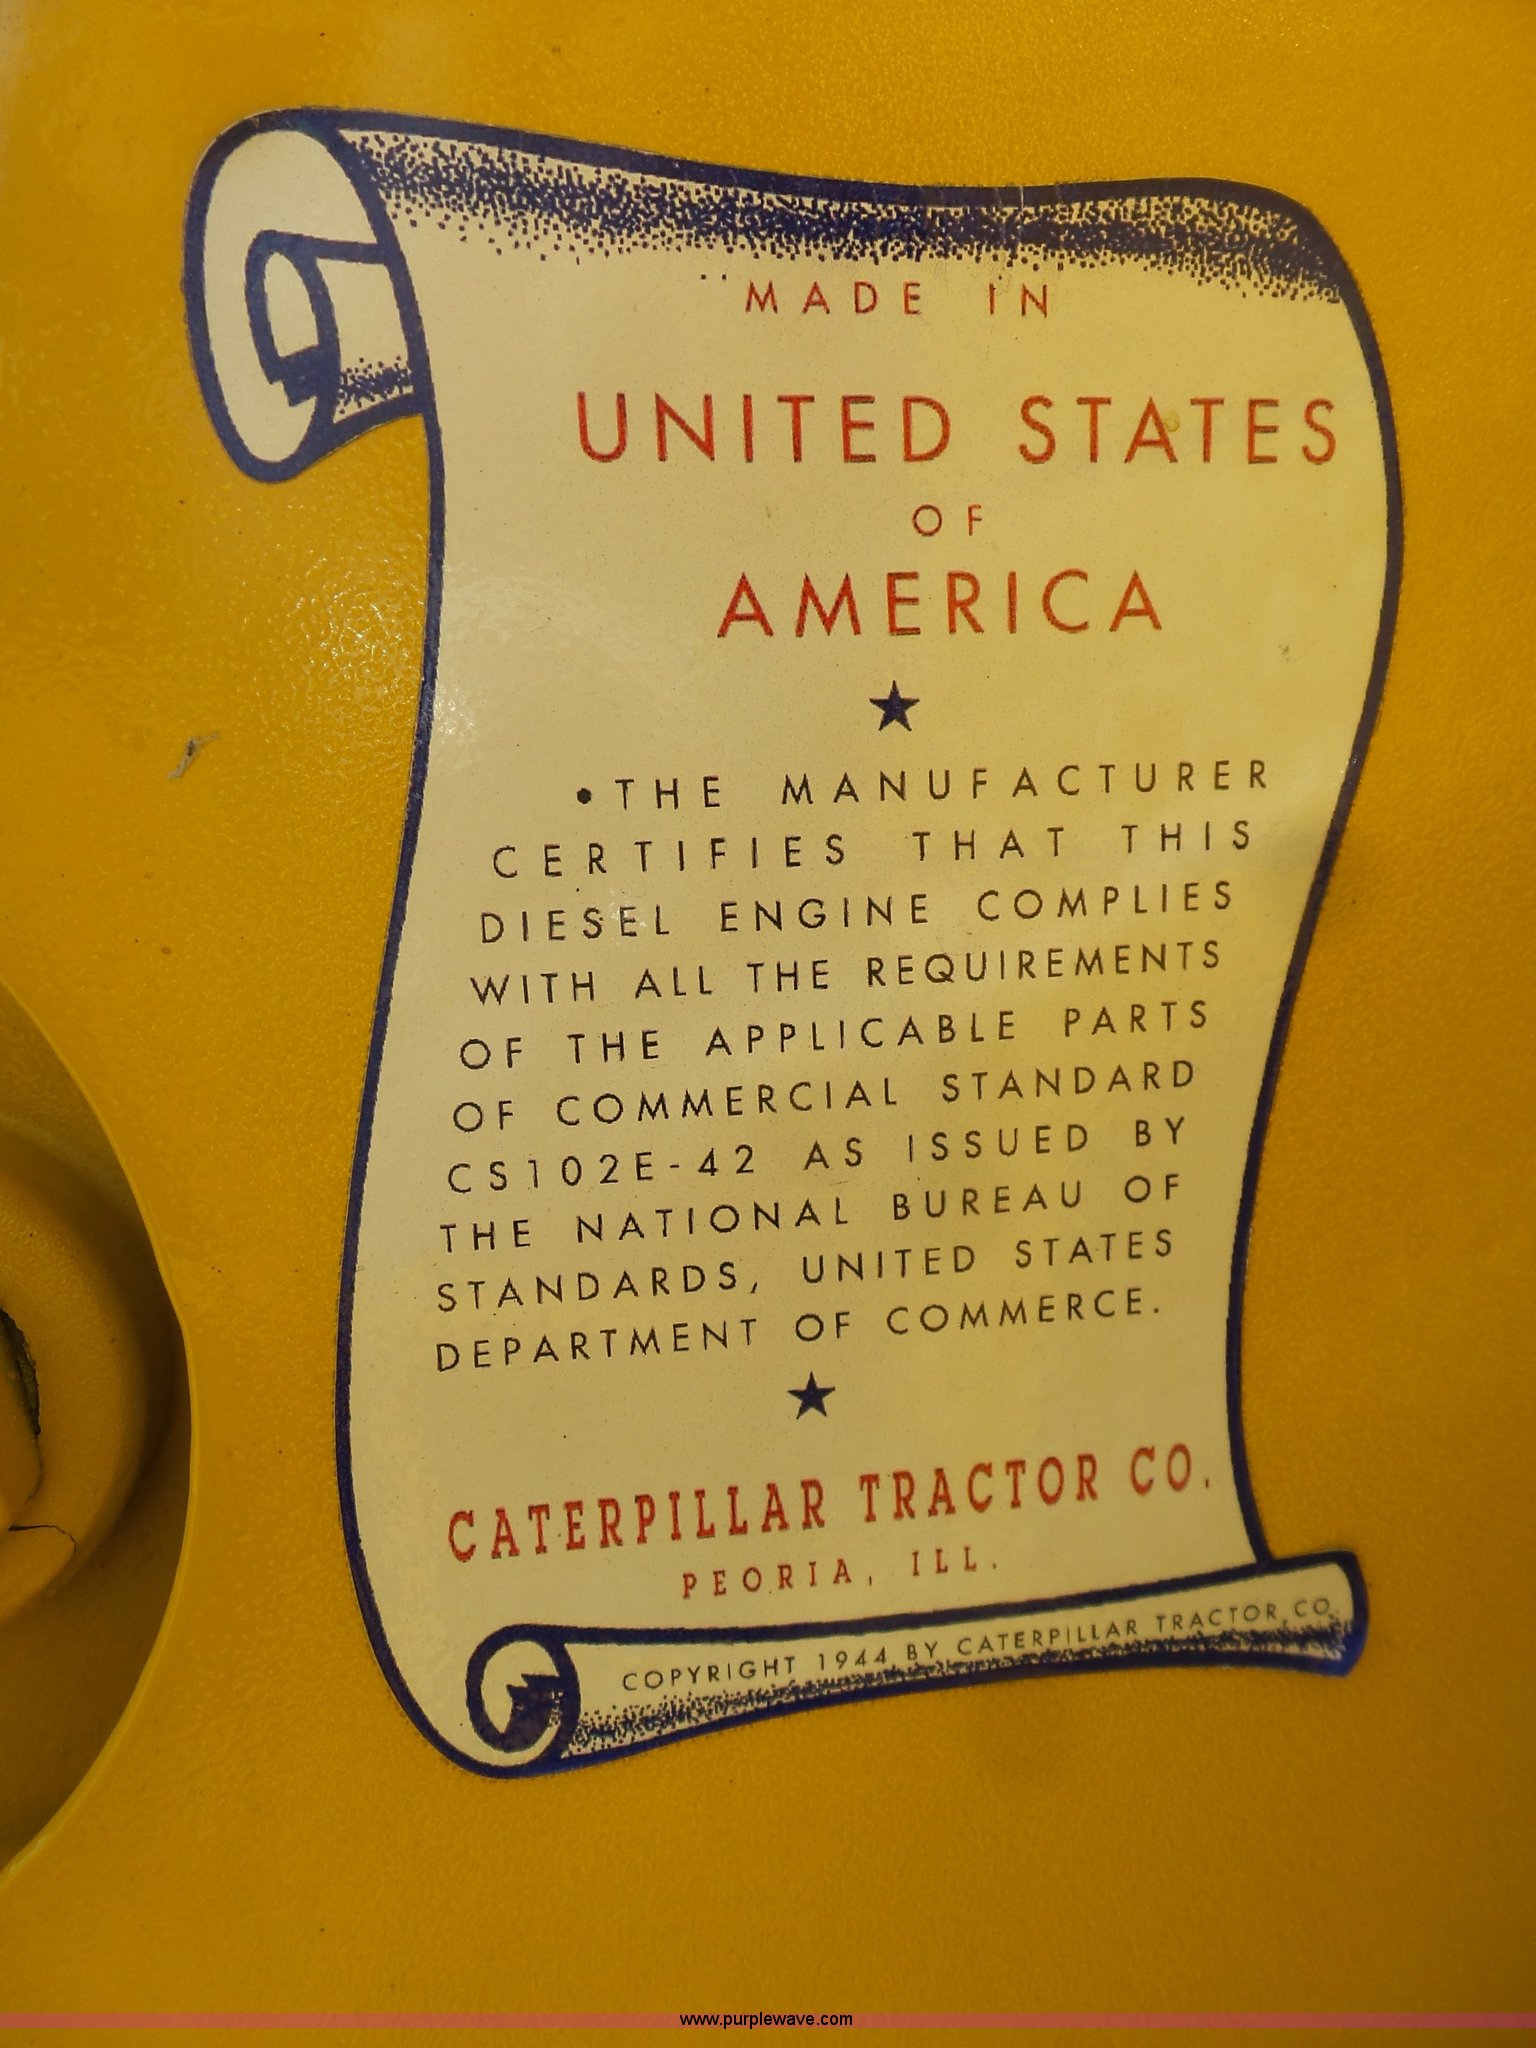 MADE IN
UNITED STATES
OF
AMERICA
★
•THE MANUFACTURER
CERTIFIES THAT THIS
DIESEL ENGINE COMPLIES
WITH ALL THE REQUIREMENTS
OF THE APPLICABLE PARTS
OF COMMERCIAL STANDARD
CS102E-42 AS ISSUED BY
THE NATIONAL BUREAU OF
STANDARDS, UNITED STATES
DEPARTMENT OF COMMERCE.
★
CATERPILLAR TRACTOR CO.
PEORIA, ILL.
COPYRIGHT 1944 BY CATERPILLAR TRACTOR CO.
www.purplewave.com